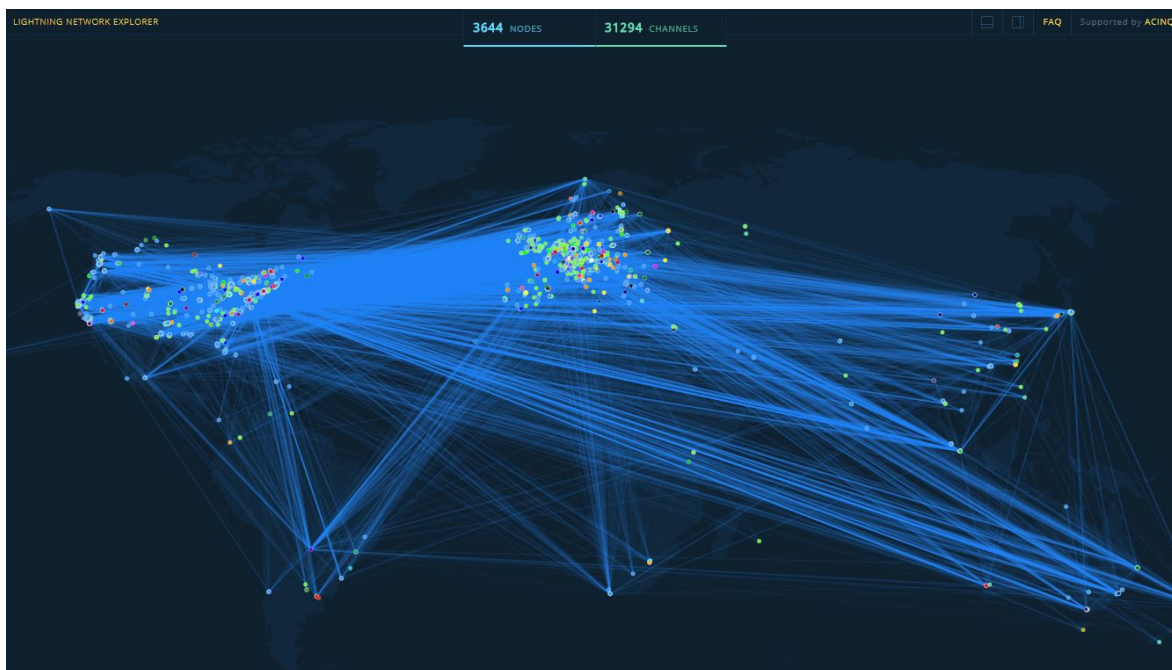 LIGHTNING NETWORK EXPLORER
3644 NODES
31294 CHANNELS
FAQ
Supported by ACINQ